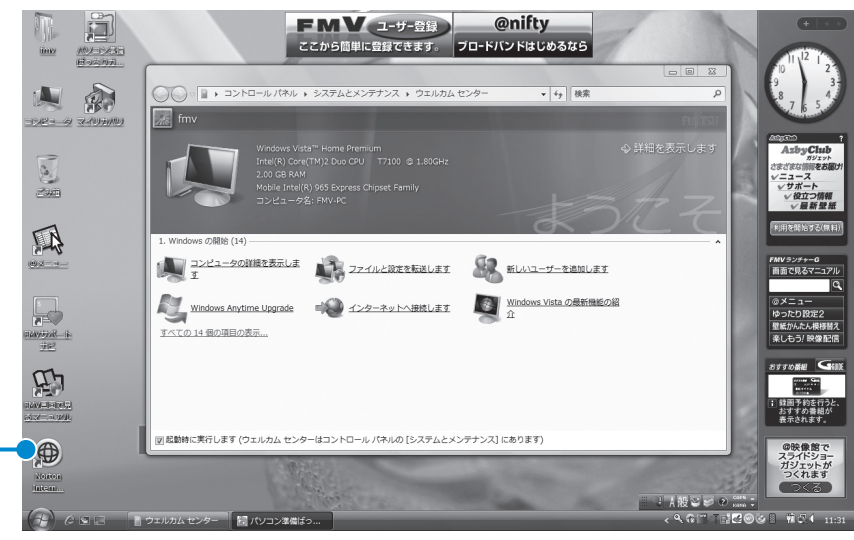 FMV ユーザー登録
ここから簡単に登録できます。
@nifty
ブロードバンドはじめるなら
fmv
コンピュータ
マイリカバリ
ごみ箱
@メニュー
FMVサポート
ナビ
FMV画面で見
るマニュアル
Norton
Intern...
コントロール パネル
システムとメンテナンス
ウエルカム センター
検索
fmv
FUJITSU
Windows Vista™ Home Premium
Intel(R) Core(TM)2 Duo CPU T7100 @ 1.80GHz
2.00 GB RAM
Mobile Intel(R) 965 Express Chipset Family
コンピュータ名: FMV-PC
詳細を表示します
ようこそ
1. Windows の開始 (14)
コンピュータの詳細を表示しま
す
ファイルと設定を転送します
新しいユーザーを追加します
Windows Anytime Upgrade
インターネットへ接続します
Windows Vista の最新機能の紹
介
すべての 14 個の項目の表示...
起動時に実行します (ウェルカム センターはコントロール パネルの [システムとメンテナンス] にあります)
12
1
2
3
5
6
7
8
9
10
AzbyClub
?
AzbyClub
ガジェット
さまざまな情報をお届け!
ニュース
サポート
役立つ情報
最新壁紙
利用を開始する(無料)
FMVランチャーG
画面で見るマニュアル
@メニュー
ゆったり設定2
壁紙かんたん模様替え
楽しもう! 映像配信
おすすめ番組
G-GUIDE
録画予約を行うと、
おすすめ番組が
表示されます。
@映像館で
スライドショー
ガジェットが
つくれます
つくる
A 般
CAPS
KANA
ウエルカム センター
パソコン準備ばっ...
11:31